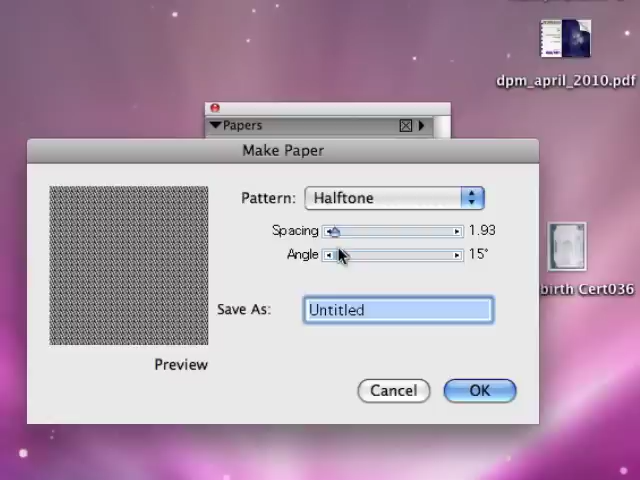 dpm_april_2010.pdf
Papers
Make Paper
Pattern: Halftone
Spacing 1.93
Angle 15°
birth Cert036
Save As: Untitled
Preview
Cancel OK